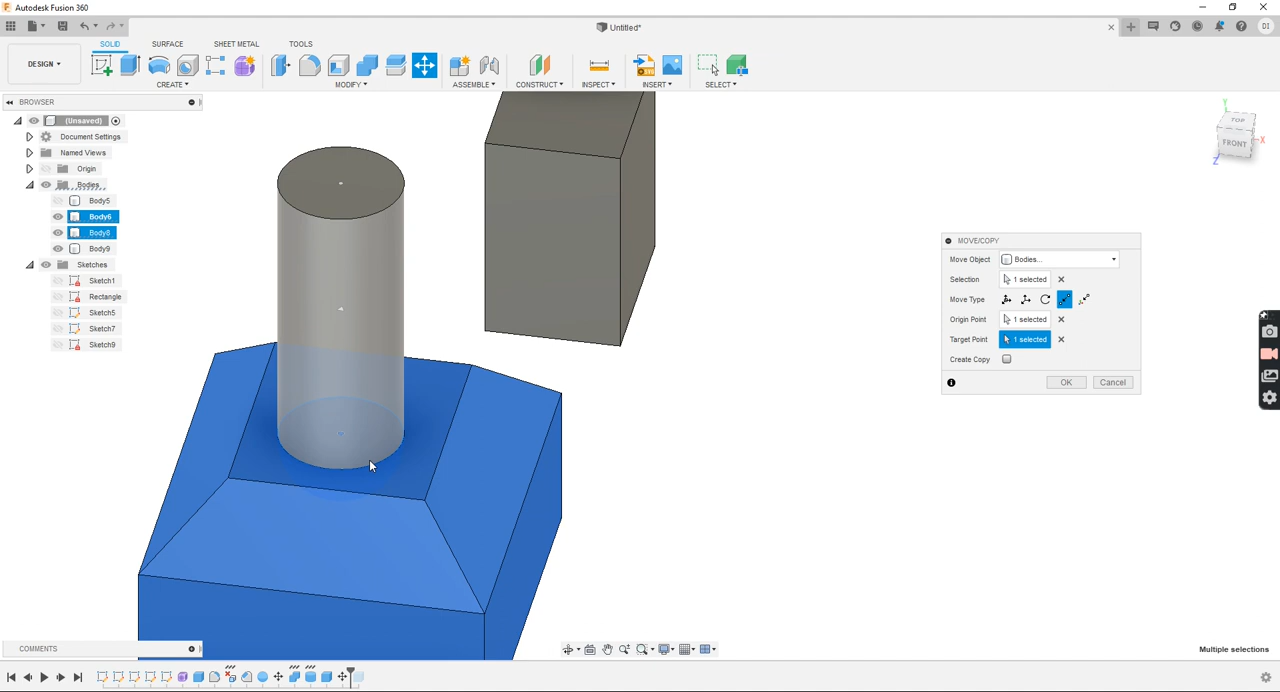 Autodesk Fusion 360
Untitled*
DI
DESIGN
SOLID
SURFACE
SHEET METAL
TOOLS
CREATE
MODIFY
ASSEMBLE
CONSTRUCT
INSPECT
INSERT
SELECT
BROWSER
(Unsaved)
Document Settings
Named Views
Origin
Bodies
Body5
Body6
Body8
Body9
Sketches
Sketch1
Rectangle
Sketch5
Sketch7
Sketch9
Y
TOP
FRONT
X
Z
MOVE/COPY
Move Object Bodies...
Selection 1 selected
Move Type
Origin Point 1 selected
Target Point 1 selected
Create Copy
OK Cancel
COMMENTS
Multiple selections